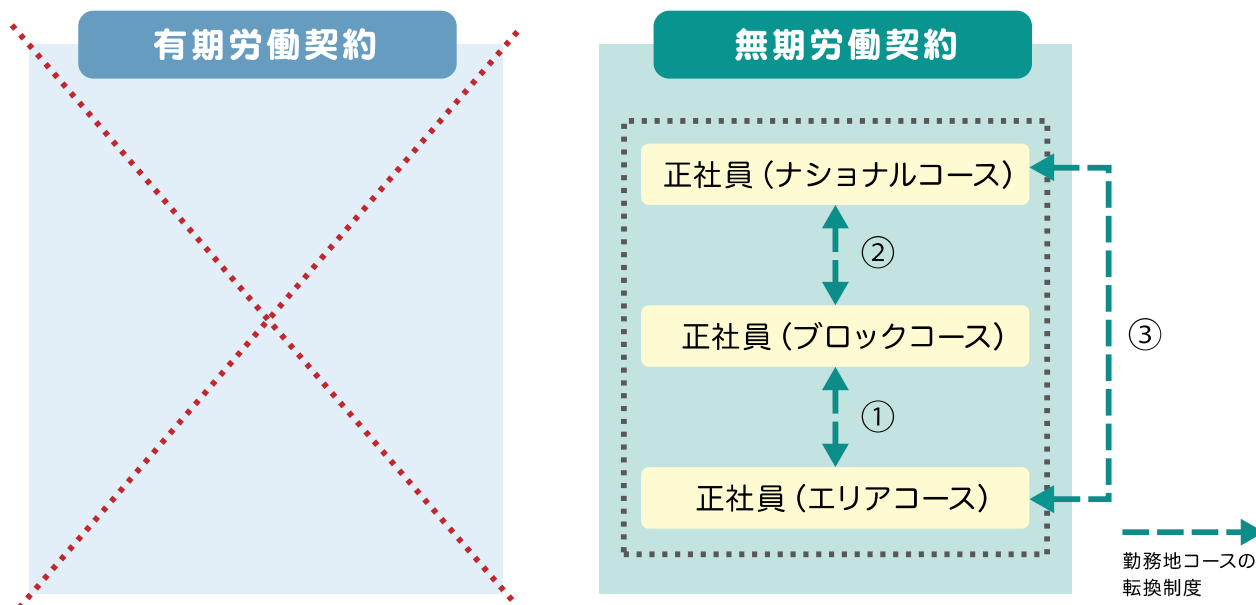 有期労働契約
無期労働契約
正社員（ナショナルコース）
②
正社員（ブロックコース）
③
①
正社員（エリアコース）
勤務地コースの
転換制度